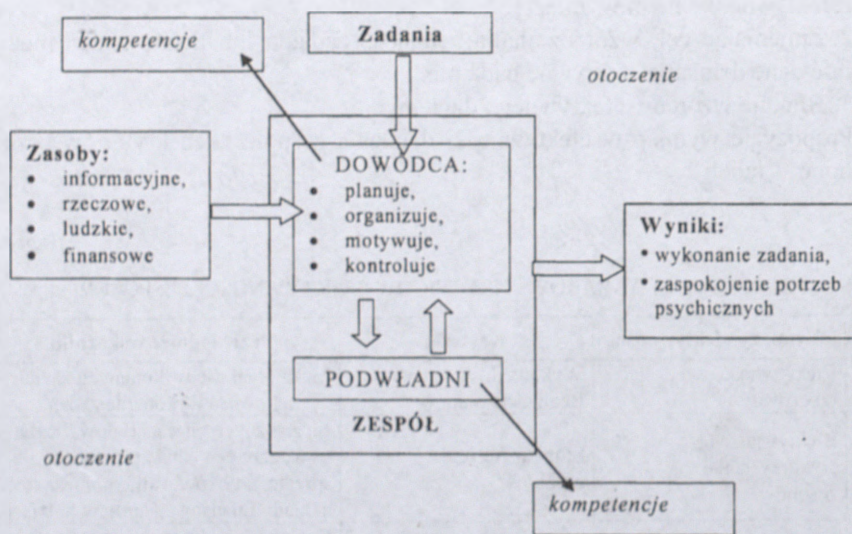 kompetencje
Zadania
otoczenie
Zasoby:
• informacyjne,
• rzeczowe,
• ludzkie,
• finansowe
DOWÓDCA:
• planuje,
• organizuje,
• motywuje,
• kontroluje
Wyniki:
• wykonanie zadania,
• zaspokojenie potrzeb
psychicznych
PODWŁADNI
ZESPÓŁ
otoczenie
kompetencje